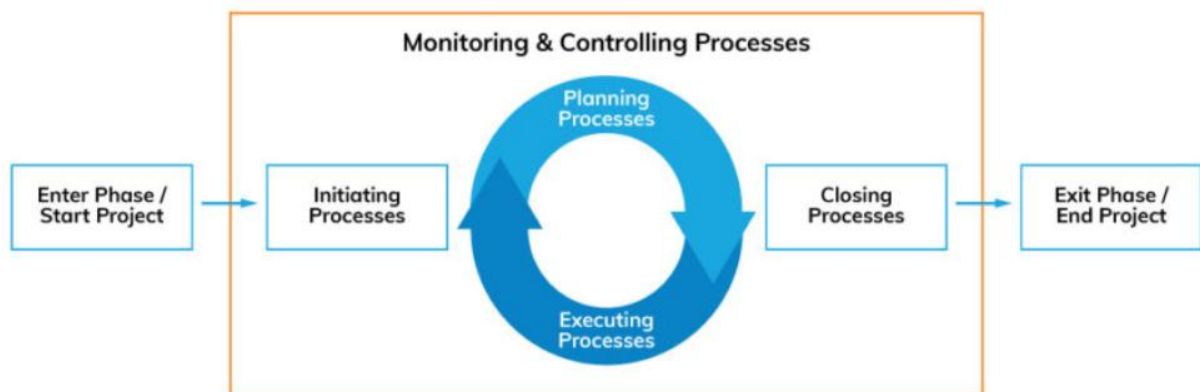 Monitoring & Controlling Processes
Planning
Processes
Enter Phase /
Start Project
Initiating
Processes
Closing
Processes
Exit Phase /
End Project
Executing
Processes